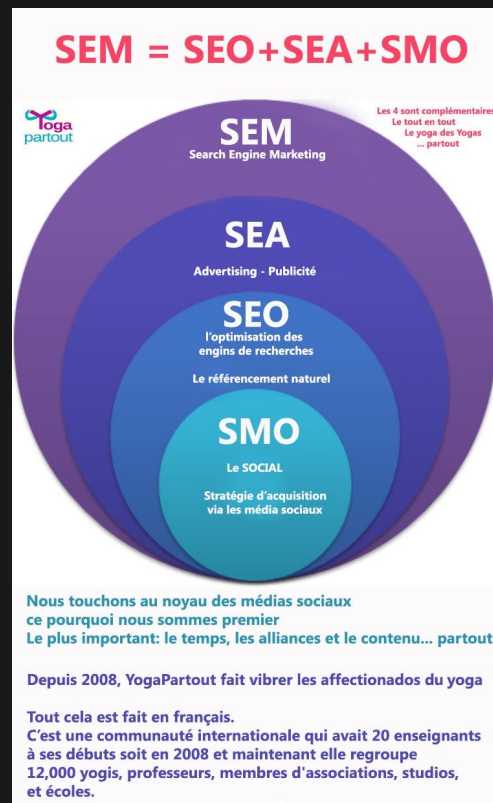 SEM = SEO+SEA+SMO
Yoga
partout
Les 4 sont complémentaires
Le tout en tout
Le yoga des Yogas
... partout
SEM
Search Engine Marketing
SEA
Advertising - Publicité
SEO
l'optimisation des
engins de recherches
Le référencement naturel
SMO
Le SOCIAL
Stratégie d'acquisition
via les média sociaux
Nous touchons au noyau des médias sociaux
ce pourquoi nous sommes premier
Le plus important: le temps, les alliances et le contenu... partout
Depuis 2008, YogaPartout fait vibrer les affectionados du yoga
Tout cela est fait en français.
C'est une communauté internationale qui avait 20 enseignants
à ses débuts soit en 2008 et maintenant elle regroupe
12,000 yogis, professeurs, membres d'associations, studios,
et écoles.